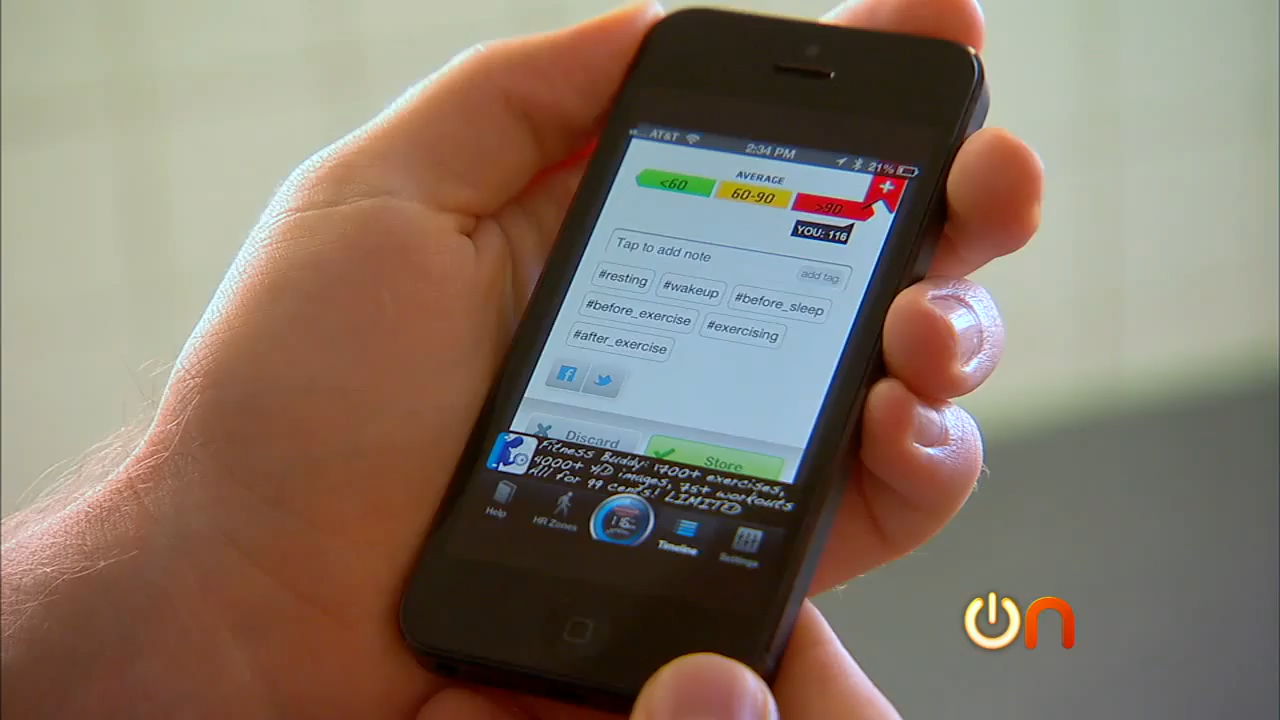 AT&T 2:34 PM 21%
AVERAGE
<60 60-90 >90
YOU: 116
Tap to add note
add tag
#resting #wakeup #before_sleep
#before_exercise #exercising
#after_exercise
Discard Store
Fitness Buddy: 1700+ exercises,
4000+ H/D images, 75+ workouts
All for 99 cents! LIMITD
Help HR Zones 116 Timeline Settings
on